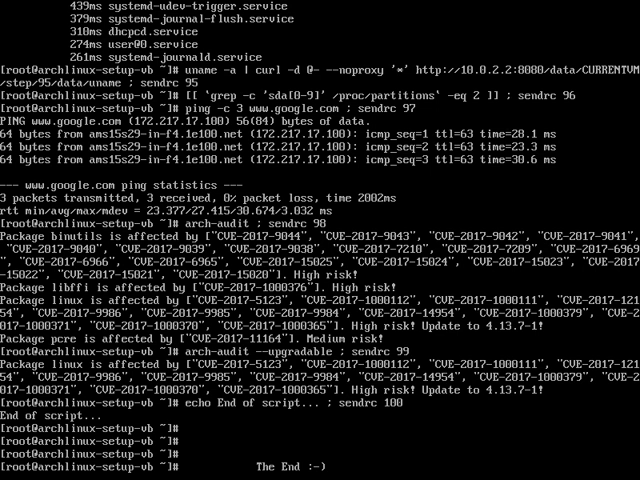 439ms systemd-udev-trigger.service
379ms systemd-journal-flush.service
310ms dhcpcd.service
274ms user@0.service
261ms systemd-journald.service
[root@archlinux-setup-vb ~]# uname -a | curl -d @- --noproxy '*' http://10.0.2.2:8080/data/CURRENTVM
/step/95/data/uname ; sendrc 95
[root@archlinux-setup-vb ~]# [[ `grep -c 'sda[0-9]' /proc/partitions` -eq 2 ]] ; sendrc 96
[root@archlinux-setup-vb ~]# ping -c 3 www.google.com ; sendrc 97
PING www.google.com (172.217.17.100) 56(84) bytes of data.
64 bytes from ams15s29-in-f4.1e100.net (172.217.17.100): icmp_seq=1 ttl=63 time=28.1 ms
64 bytes from ams15s29-in-f4.1e100.net (172.217.17.100): icmp_seq=2 ttl=63 time=23.3 ms
64 bytes from ams15s29-in-f4.1e100.net (172.217.17.100): icmp_seq=3 ttl=63 time=30.6 ms
--- www.google.com ping statistics ---
3 packets transmitted, 3 received, 0% packet loss, time 2002ms
rtt min/avg/max/mdev = 23.377/27.415/30.674/3.032 ms
[root@archlinux-setup-vb ~]# arch-audit ; sendrc 98
Package binutils is affected by ["CVE-2017-9044", "CVE-2017-9043", "CVE-2017-9042", "CVE-2017-9041",
"CVE-2017-9040", "CVE-2017-9039", "CVE-2017-9038", "CVE-2017-7210", "CVE-2017-7209", "CVE-2017-6969
", "CVE-2017-6966", "CVE-2017-6965", "CVE-2017-15025", "CVE-2017-15024", "CVE-2017-15023", "CVE-2017
-15022", "CVE-2017-15021", "CVE-2017-15020"]. High risk!
Package libffi is affected by ["CVE-2017-1000376"]. High risk!
Package linux is affected by ["CVE-2017-5123", "CVE-2017-1000112", "CVE-2017-1000111", "CVE-2017-121
54", "CVE-2017-9986", "CVE-2017-9985", "CVE-2017-9984", "CVE-2017-14954", "CVE-2017-1000379", "CVE-2
017-1000371", "CVE-2017-1000370", "CVE-2017-1000365"]. High risk! Update to 4.13.7-1!
Package pcre is affected by ["CVE-2017-11164"]. Medium risk!
[root@archlinux-setup-vb ~]# arch-audit --upgradable ; sendrc 99
Package linux is affected by ["CVE-2017-5123", "CVE-2017-1000112", "CVE-2017-1000111", "CVE-2017-121
54", "CVE-2017-9986", "CVE-2017-9985", "CVE-2017-9984", "CVE-2017-14954", "CVE-2017-1000379", "CVE-2
017-1000371", "CVE-2017-1000370", "CVE-2017-1000365"]. High risk! Update to 4.13.7-1!
[root@archlinux-setup-vb ~]# echo End of script... ; sendrc 100
End of script...
[root@archlinux-setup-vb ~]#
[root@archlinux-setup-vb ~]#
[root@archlinux-setup-vb ~]#
[root@archlinux-setup-vb ~]# The End :-)